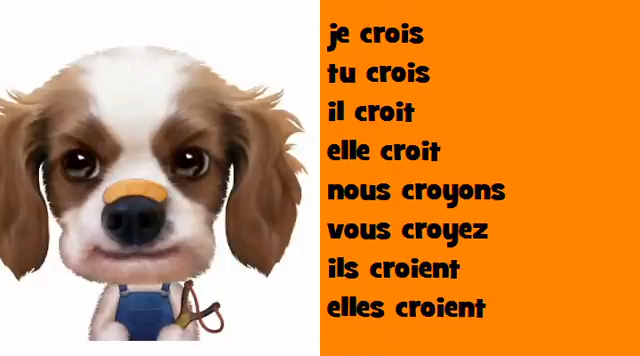 je crois
tu crois
il croit
elle croit
nous croyons
vous croyez
ils croient
elles croient